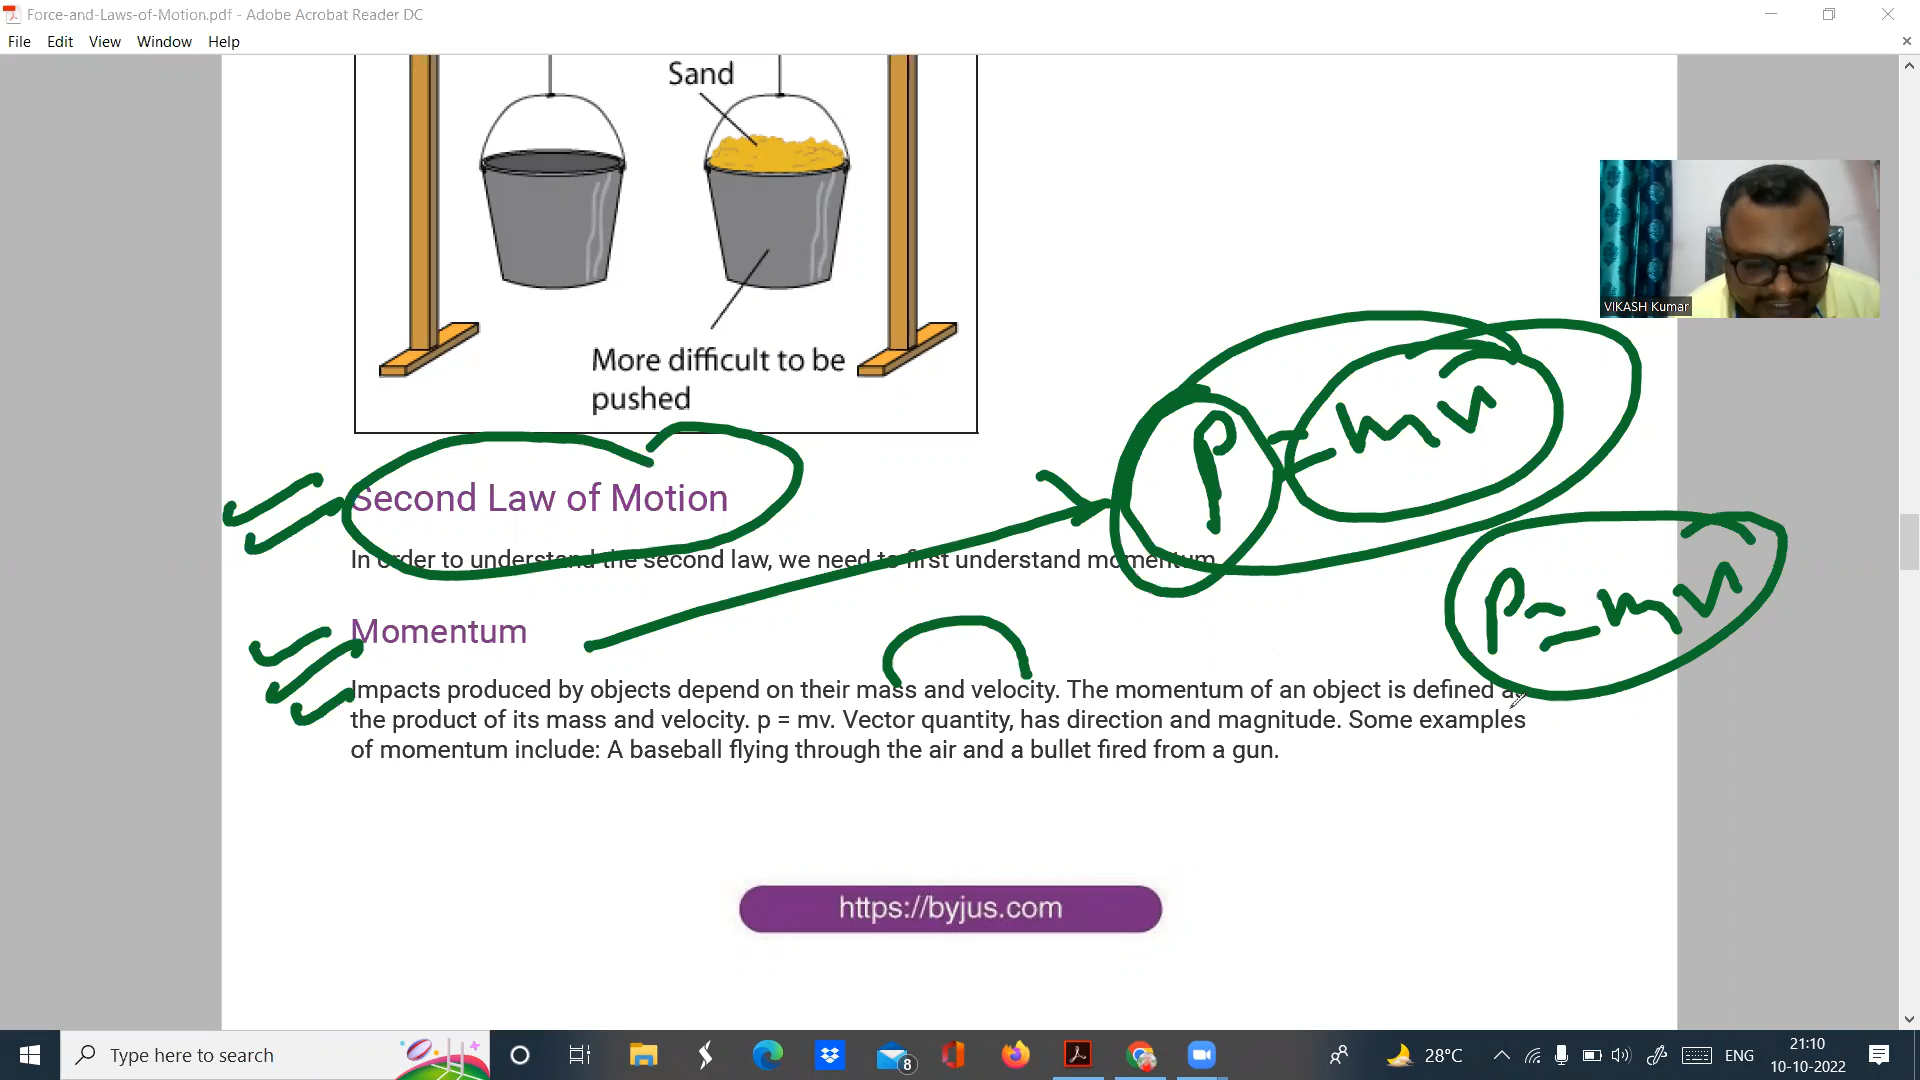 Force-and-Laws-of-Motion.pdf - Adobe Acrobat Reader DC
File Edit View Window Help
Sand
More difficult to be
pushed
VIKASH Kumar
P = mv
Second Law of Motion
In order to understand the second law, we need to first understand momentum.
P = mv
Momentum
Impacts produced by objects depend on their mass and velocity. The momentum of an object is defined as
the product of its mass and velocity. p = mv. Vector quantity, has direction and magnitude. Some examples
of momentum include: A baseball flying through the air and a bullet fired from a gun.
https://byjus.com
Type here to search
8
28°C
ENG
21:10
10-10-2022